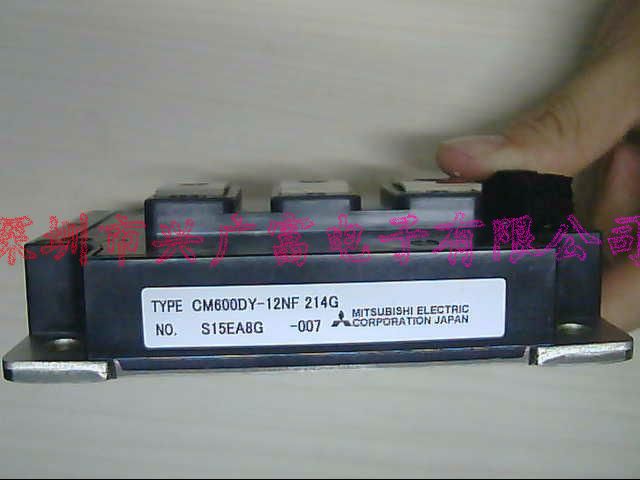 深圳市兴广富电子有限公司
TYPE CM600DY-12NF 214G
NO. S15EA8G -007 MITSUBISHI ELECTRIC CORPORATION JAPAN